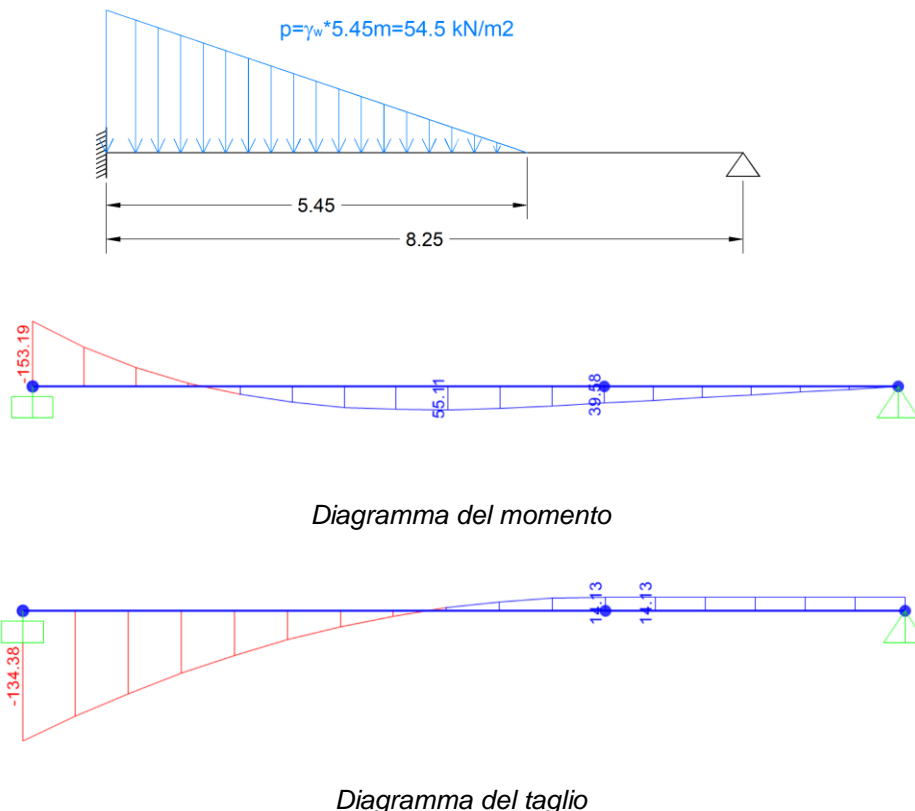 p=γw*5.45m=54.5 kN/m2
5.45
8.25
-153.19
55.11
39.58
Diagramma del momento
14.13
14.13
-134.38
Diagramma del taglio